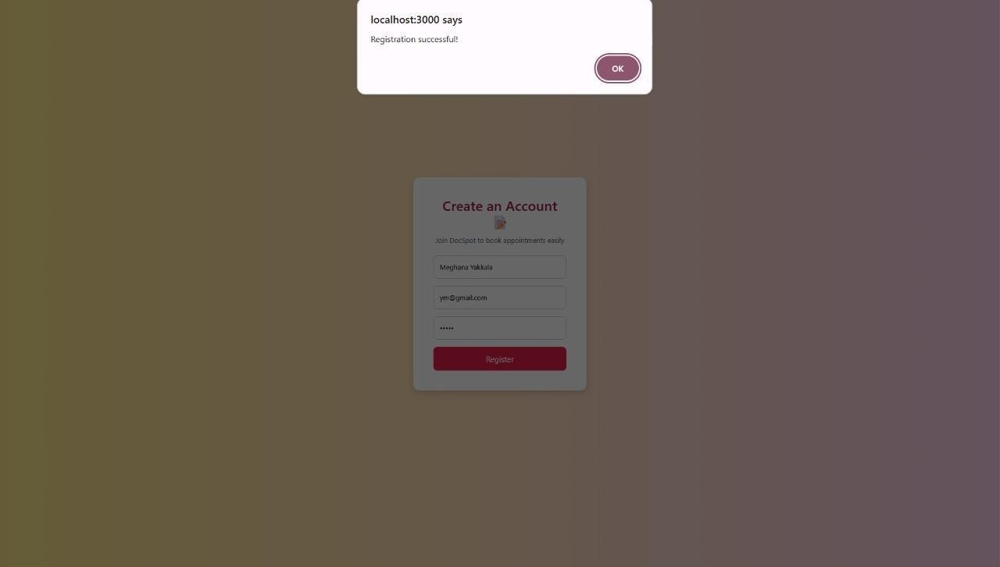 localhost:3000 says
Registration successful!
OK
Create an Account
📝
Join DocSpot to book appointments easily
Meghana Yakkala
ym@gmail.com
•••••
Register